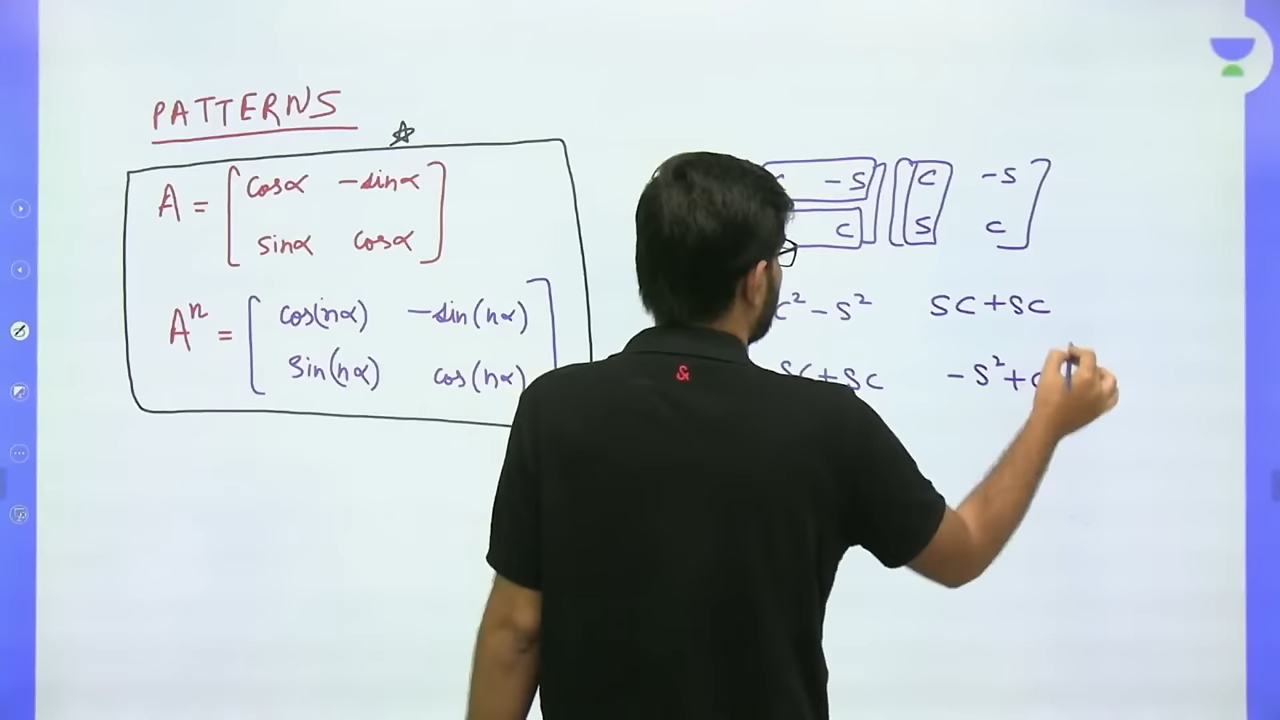 PATTERNS
A = [ cosα -sinα
sinα cosα ]
Aⁿ = [ cos(nα) -sin(nα)
Sin(nα) cos(nα)
-s c -s
c s c
c² - s² sc + sc
sc + sc -s² + c